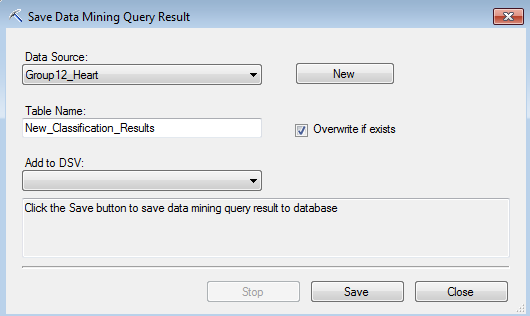 Save Data Mining Query Result
Data Source:
Group12_Heart
New
Table Name:
New_Classification_Results
Overwrite if exists
Add to DSV:
Click the Save button to save data mining query result to database
Stop
Save
Close